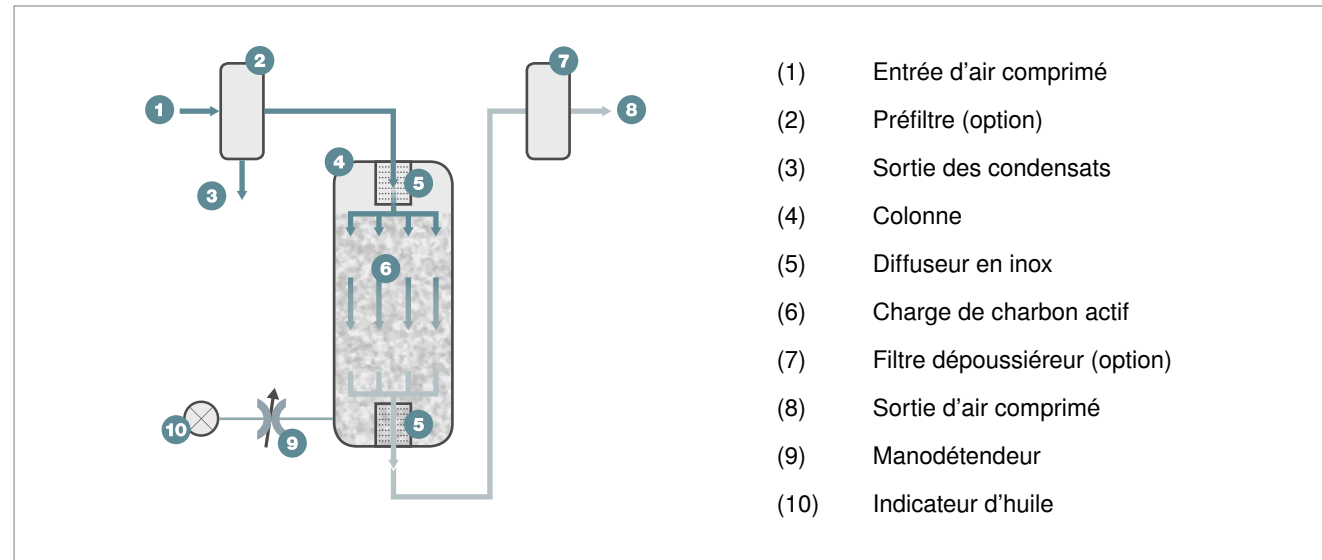 2
7
1
8
4
5
3
6
5
10
9
(1) Entrée d'air comprimé
(2) Préfiltre (option)
(3) Sortie des condensats
(4) Colonne
(5) Diffuseur en inox
(6) Charge de charbon actif
(7) Filtre dépoussiéreur (option)
(8) Sortie d'air comprimé
(9) Manodétendeur
(10) Indicateur d'huile